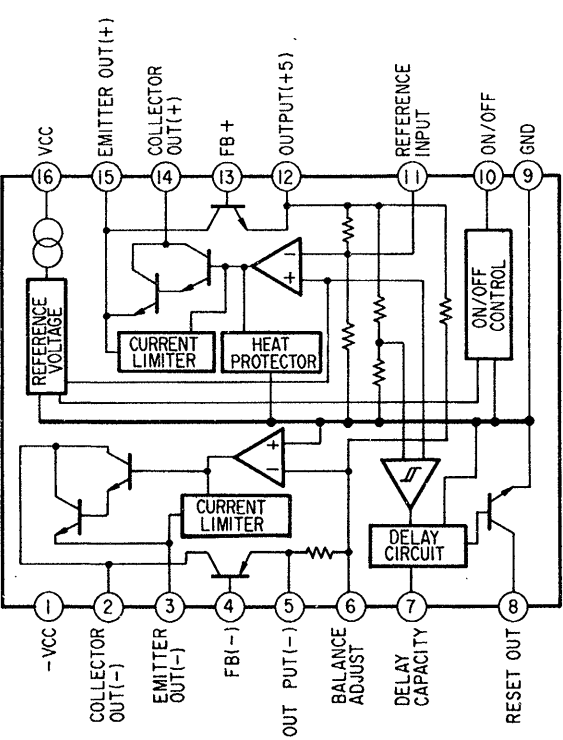 VCC
EMITTER OUT(+)
COLLECTOR
OUT(+)
FB+
OUTPUT(+5)
REFERENCE
INPUT
ON/OFF
GND
16
15
14
13
12
11
10
9
REFERENCE
VOLTAGE
CURRENT
LIMITER
HEAT
PROTECTOR
ON/OFF
CONTROL
-
+
+
-
CURRENT
LIMITER
DELAY
CIRCUIT
1
2
3
4
5
6
7
8
-VCC
COLLECTOR
OUT(-)
EMITTER
OUT(-)
FB(-)
OUT PUT(-)
BALANCE
ADJUST
DELAY
CAPACITY
RESET OUT